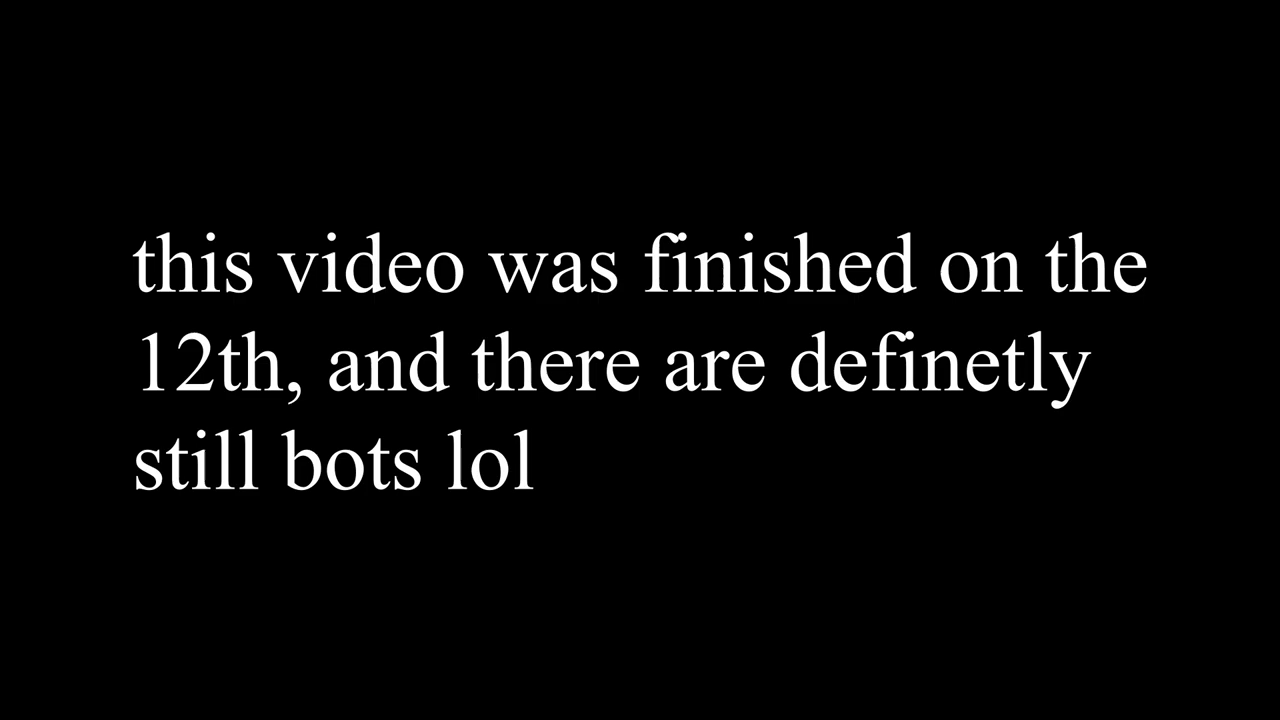 this video was finished on the
12th, and there are definetly
still bots lol